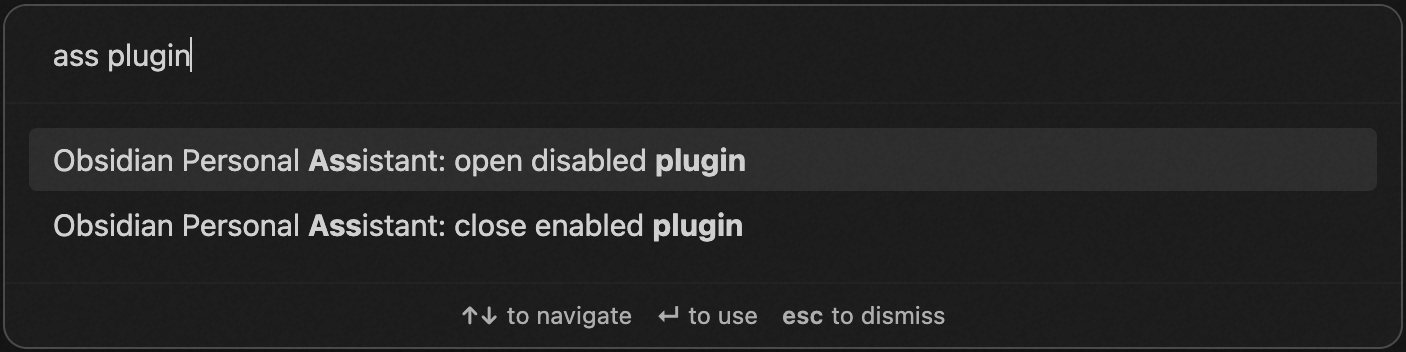 ass plugin
Obsidian Personal Assistant: open disabled plugin
Obsidian Personal Assistant: close enabled plugin
↑↓ to navigate ↵ to use esc to dismiss